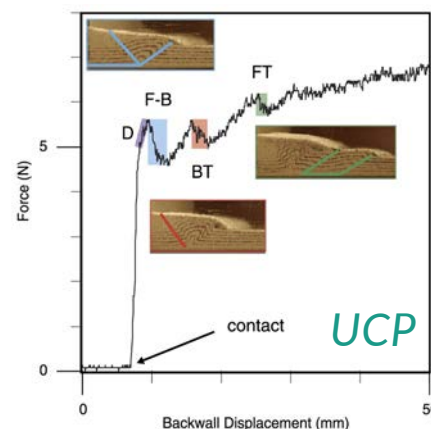 FT
F-B
D
BT
5
Force (N)
contact
UCP
0
0
5
Backwall Displacement (mm)